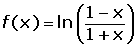 f(x) = ln((1-x)/(1+x))